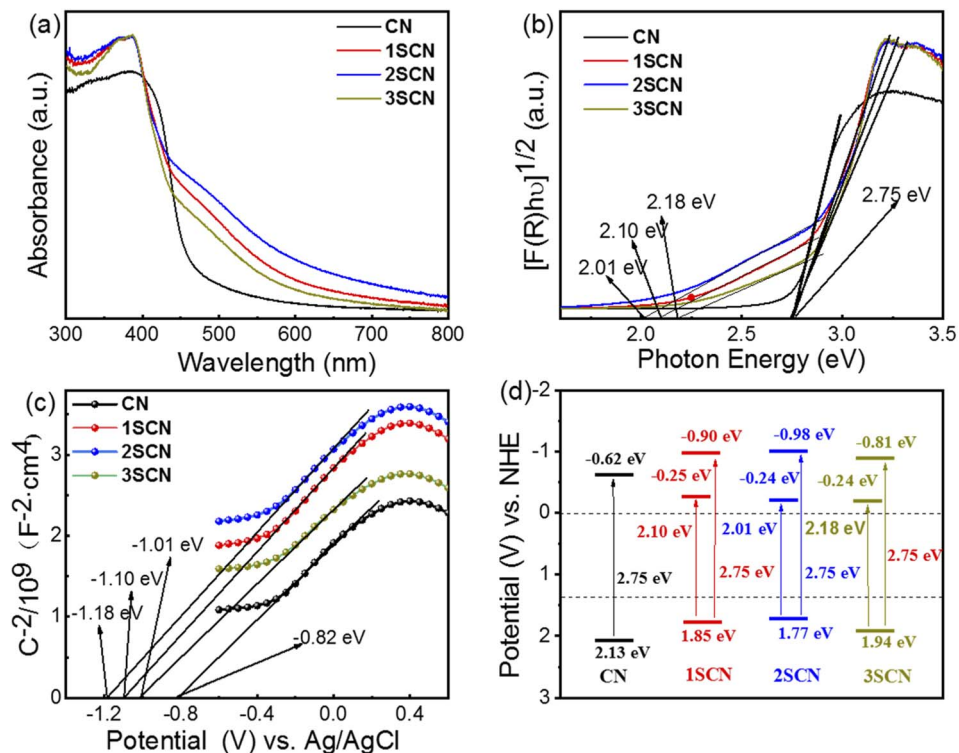 (a)
CN
1SCN
2SCN
3SCN
Absorbance (a.u.)
300 400 500 600 700 800
Wavelength (nm)
(b)
CN
1SCN
2SCN
3SCN
2.75 eV
2.18 eV
2.10 eV
2.01 eV
[F(R)hυ]1/2 (a.u.)
2.0 2.5 3.0 3.5
Photon Energy (eV)
(c)
CN
1SCN
2SCN
3SCN
C-2/109 (F-2·cm4)
3
2
1
0
-1.01 eV
-1.10 eV
-1.18 eV
-0.82 eV
-1.2 -0.8 -0.4 0.0 0.4
Potential (V) vs. Ag/AgCl
(d)
Potential (V) vs. NHE
-2
-1
0
1
2
3
-0.62 eV
2.75 eV
2.13 eV
CN
-0.90 eV
-0.25 eV
2.10 eV
2.75 eV
1.85 eV
1SCN
-0.98 eV
-0.24 eV
2.01 eV
2.75 eV
1.77 eV
2SCN
-0.81 eV
-0.24 eV
2.18 eV
2.75 eV
1.94 eV
3SCN